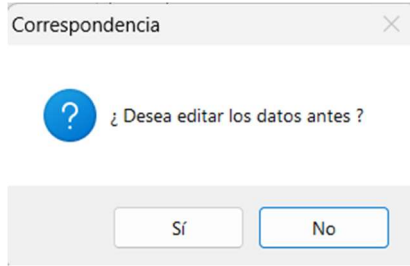 Correspondencia
?
¿ Desea editar los datos antes ?
Sí
No